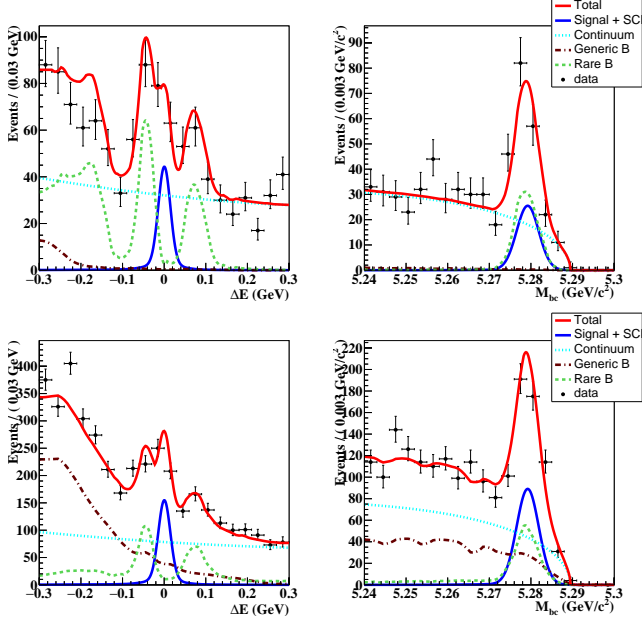 Events / (0.03 GeV)
100
80
60
40
20
0
−0.3 −0.2 −0.1 0 0.1 0.2 0.3
ΔE (GeV)
Events / (0.003 GeV/c²)
90
80
70
60
50
40
30
20
10
0
5.24 5.25 5.26 5.27 5.28 5.29 5.3
M_bc (GeV/c²)
Total
Signal + SCF
Continuum
Generic B
Rare B
data
Events / (0.03 GeV)
400
350
300
250
200
150
100
50
0
−0.3 −0.2 −0.1 0 0.1 0.2 0.3
ΔE (GeV)
Events / (0.003 GeV/c²)
220
200
180
160
140
120
100
80
60
40
20
0
5.24 5.25 5.26 5.27 5.28 5.29 5.3
M_bc (GeV/c²)
Total
Signal + SCF
Continuum
Generic B
Rare B
data